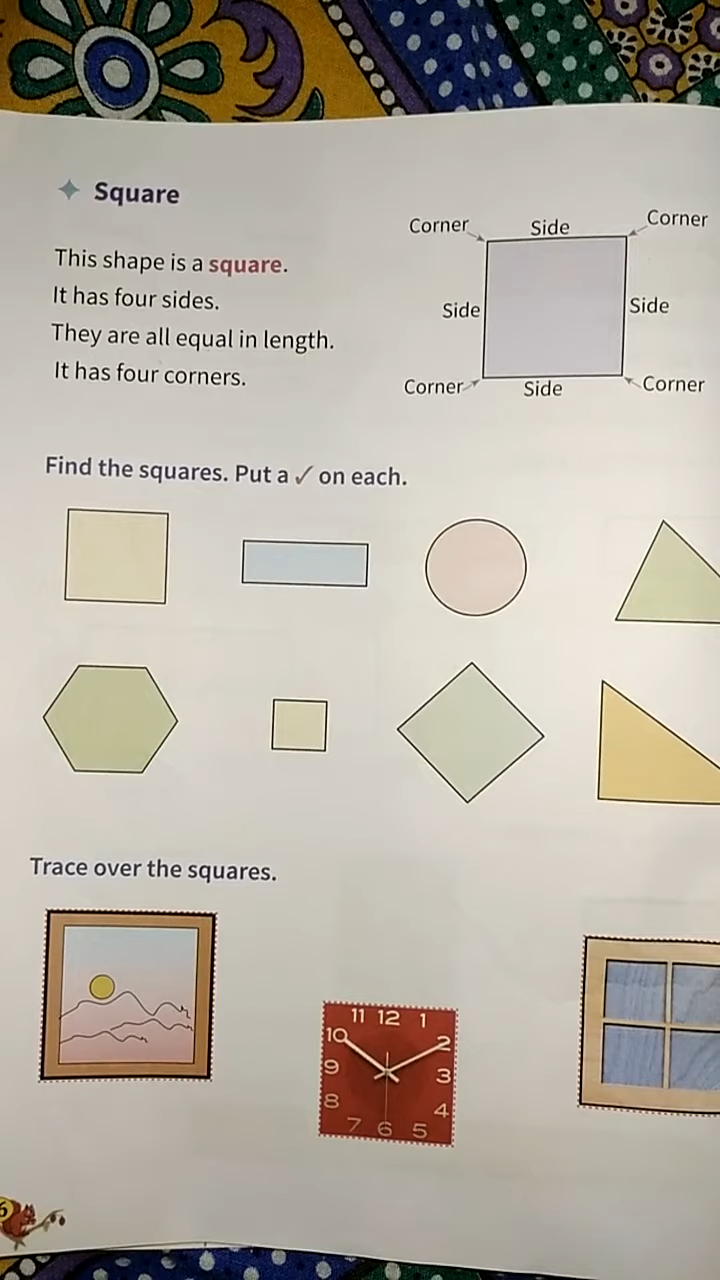 Square
This shape is a square.
It has four sides.
They are all equal in length.
It has four corners.
Corner Side Corner
Side Side
Corner Side Corner
Find the squares. Put a ✓ on each.
Trace over the squares.
11 12 1
10 2
9 3
8 4
7 6 5
6